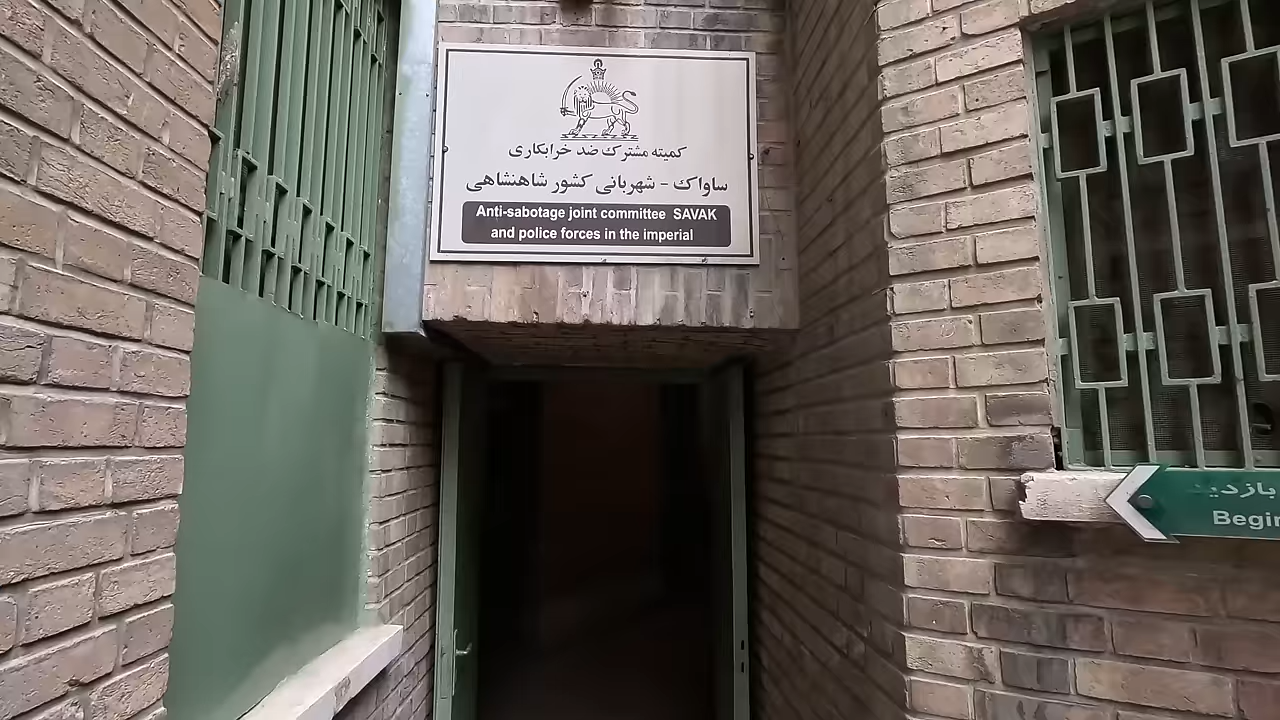 کمیته مشترک ضد خرابکاری
ساواک - شهربانی کشور شاهنشاهی
Anti-sabotage joint committee SAVAK
and police forces in the imperial
بازدید